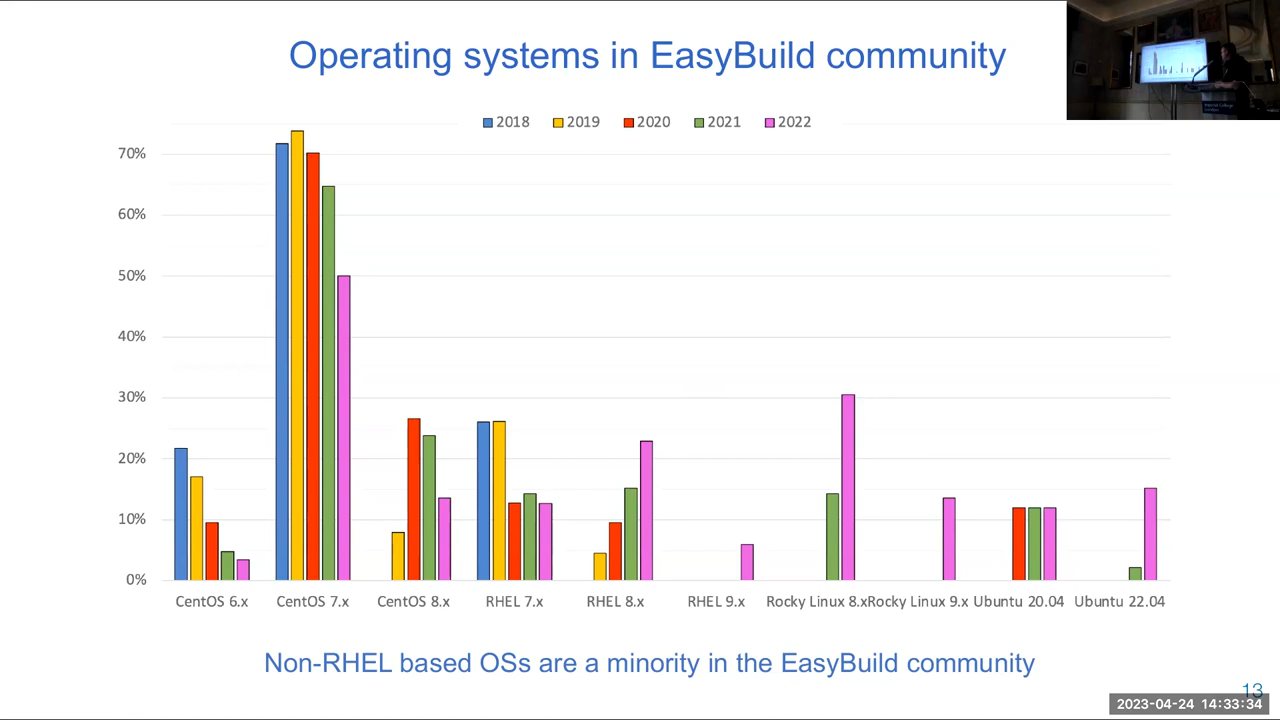 Operating systems in EasyBuild community
2018 2019 2020 2021 2022
70%
60%
50%
40%
30%
20%
10%
0%
CentOS 6.x CentOS 7.x CentOS 8.x RHEL 7.x RHEL 8.x RHEL 9.x Rocky Linux 8.x Rocky Linux 9.x Ubuntu 20.04 Ubuntu 22.04
Non-RHEL based OSs are a minority in the EasyBuild community
13
2023-04-24 14:33:34